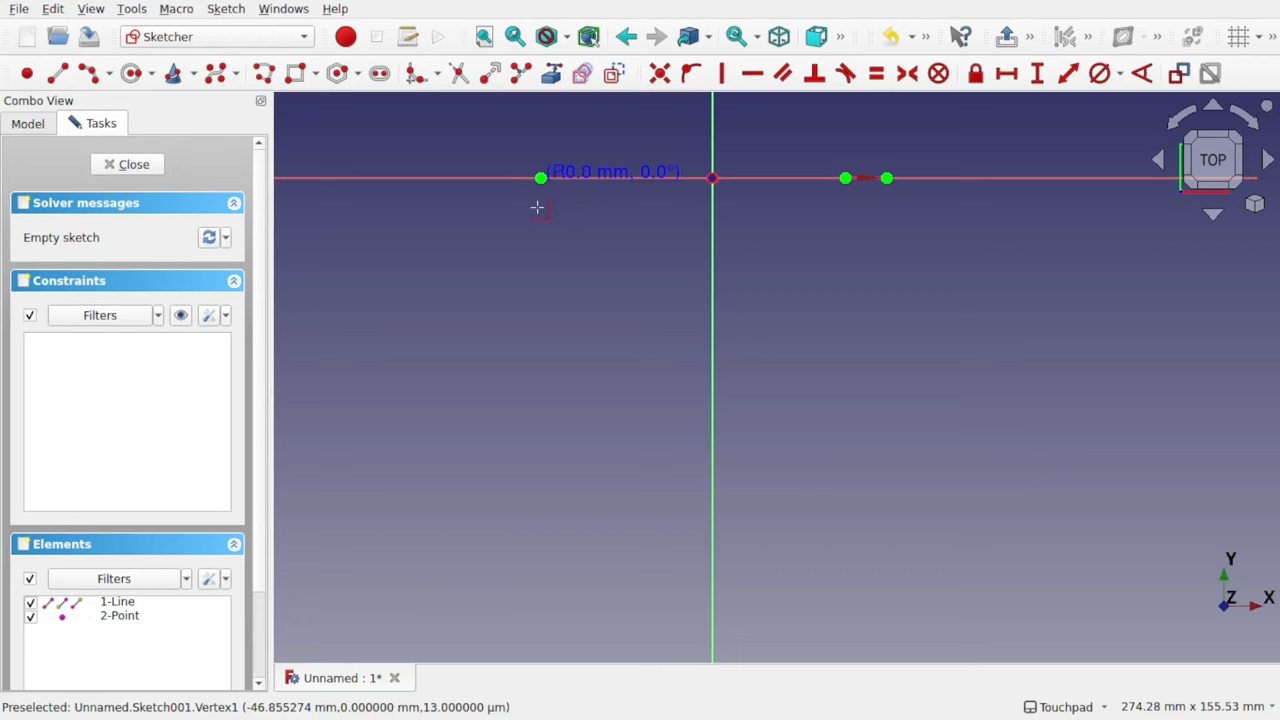 File Edit View Tools Macro Sketch Windows Help
Sketcher
Combo View
Model Tasks
Close
Solver messages
Empty sketch
Constraints
Filters
Elements
Filters
1-Line
2-Point
(R0.0 mm, 0.0°)
TOP
Y
Z X
Unnamed : 1*
Preselected: Unnamed.Sketch001.Vertex1 (-46.855274 mm,0.000000 mm,13.000000 µm) Touchpad 274.28 mm × 155.53 mm